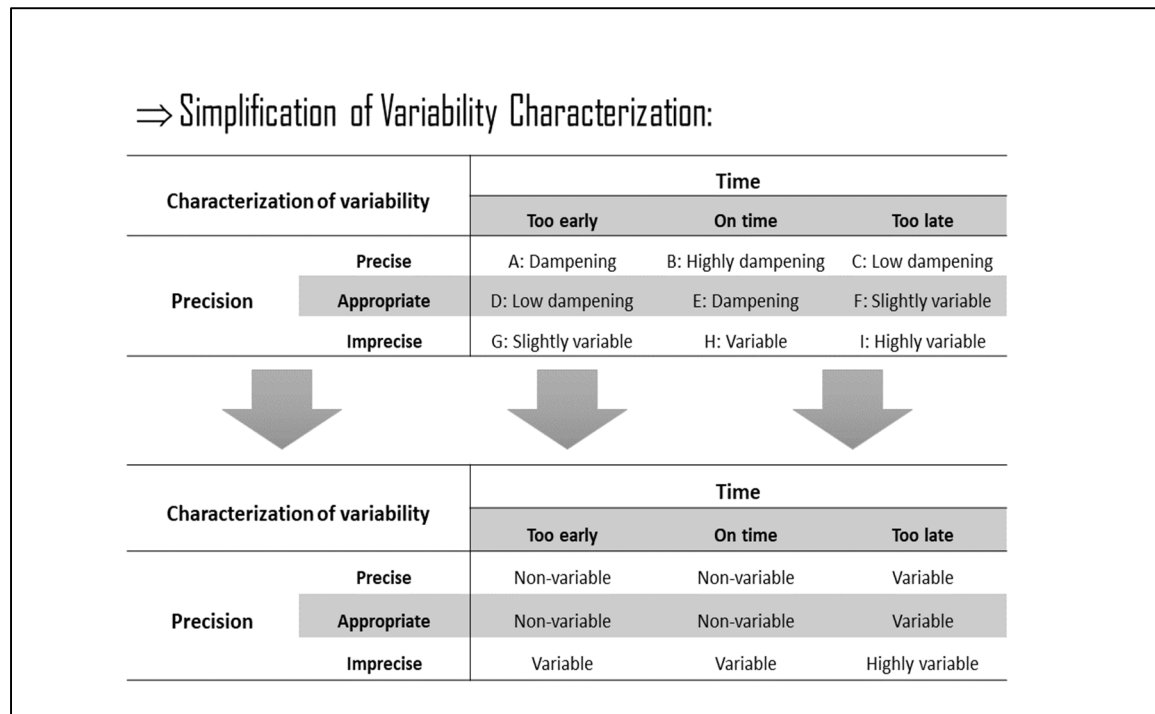 ⇒ Simplification of Variability Characterization:
Characterization of variability
Time
Too early On time Too late
Precision
Precise A: Dampening B: Highly dampening C: Low dampening
Appropriate D: Low dampening E: Dampening F: Slightly variable
Imprecise G: Slightly variable H: Variable I: Highly variable
Characterization of variability
Time
Too early On time Too late
Precision
Precise Non-variable Non-variable Variable
Appropriate Non-variable Non-variable Variable
Imprecise Variable Variable Highly variable